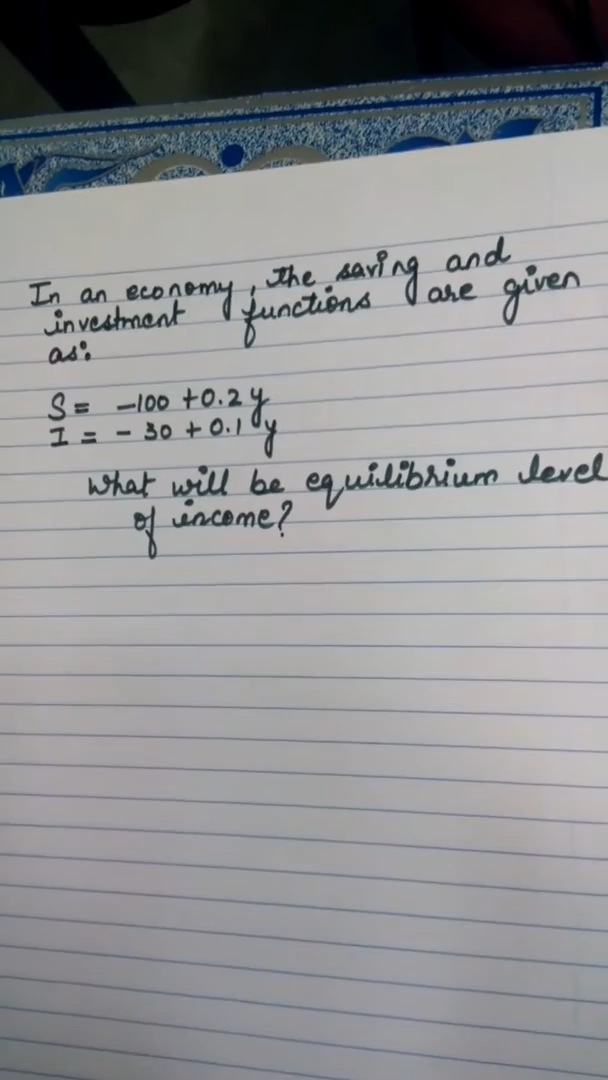 In an economy, the saving and
investment functions are given
as:
S = -100 + 0.2y
I = - 30 + 0.1y
What will be equilibrium level
of income?